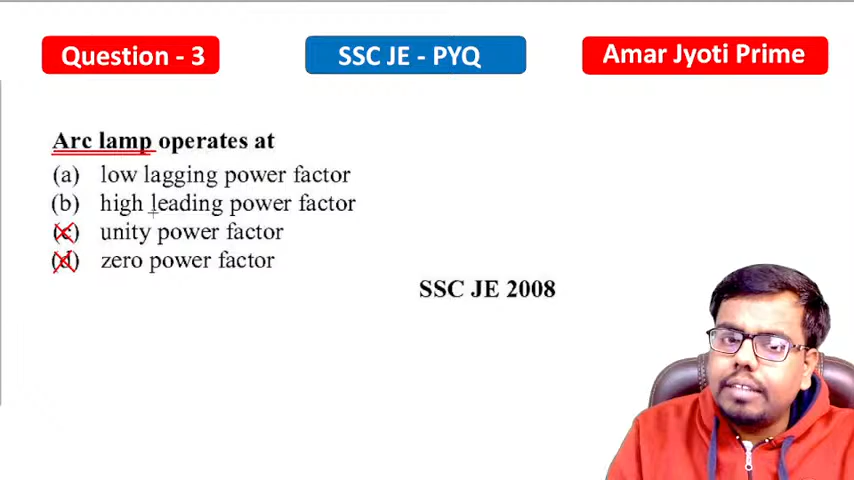 Question - 3
SSC JE - PYQ
Amar Jyoti Prime
Arc lamp operates at
(a) low lagging power factor
(b) high leading power factor
(c) unity power factor
(d) zero power factor
SSC JE 2008